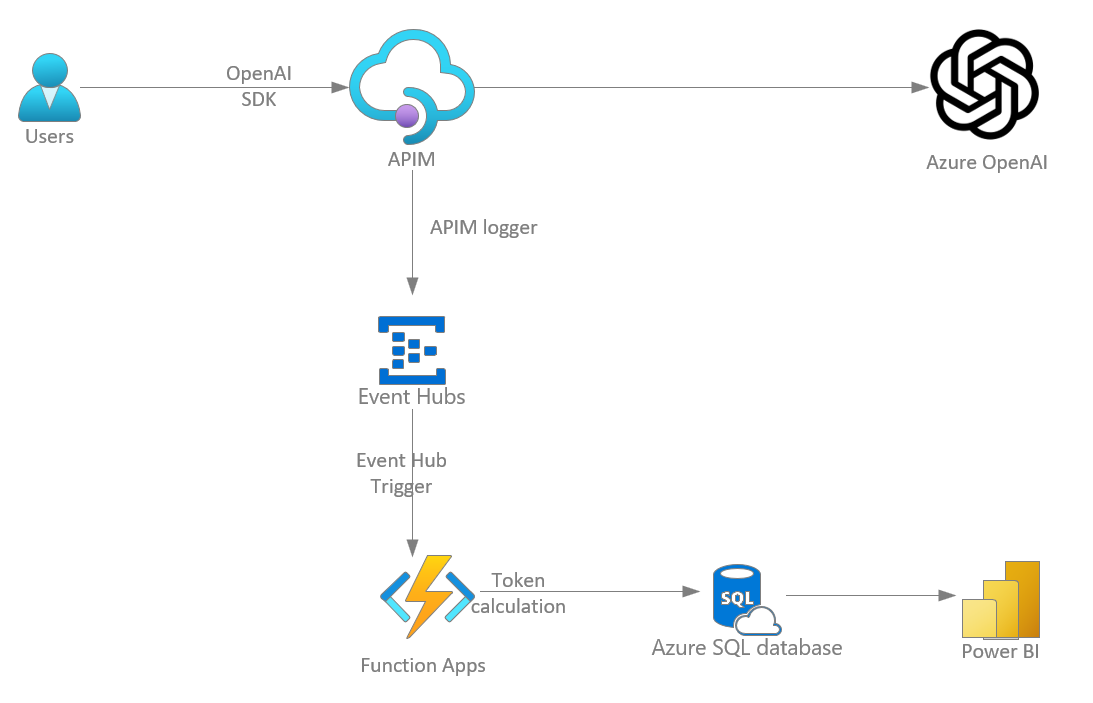 OpenAI
SDK
Users
APIM
Azure OpenAI
APIM logger
Event Hubs
Event Hub
Trigger
Token
calculation
SQL
Function Apps
Azure SQL database
Power BI